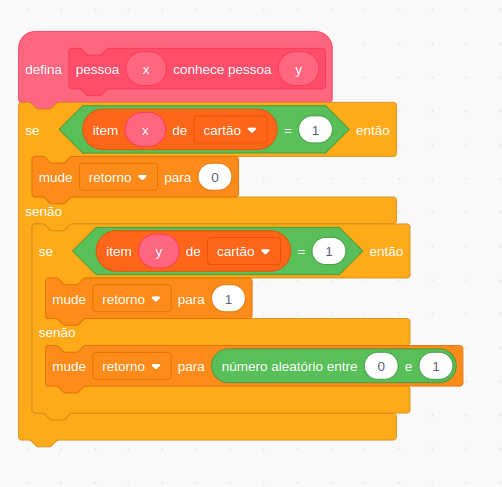 defina pessoa x conhece pessoa y
se item x de cartão = 1 então
mude retorno para 0
senão
se item y de cartão = 1 então
mude retorno para 1
senão
mude retorno para número aleatório entre 0 e 1